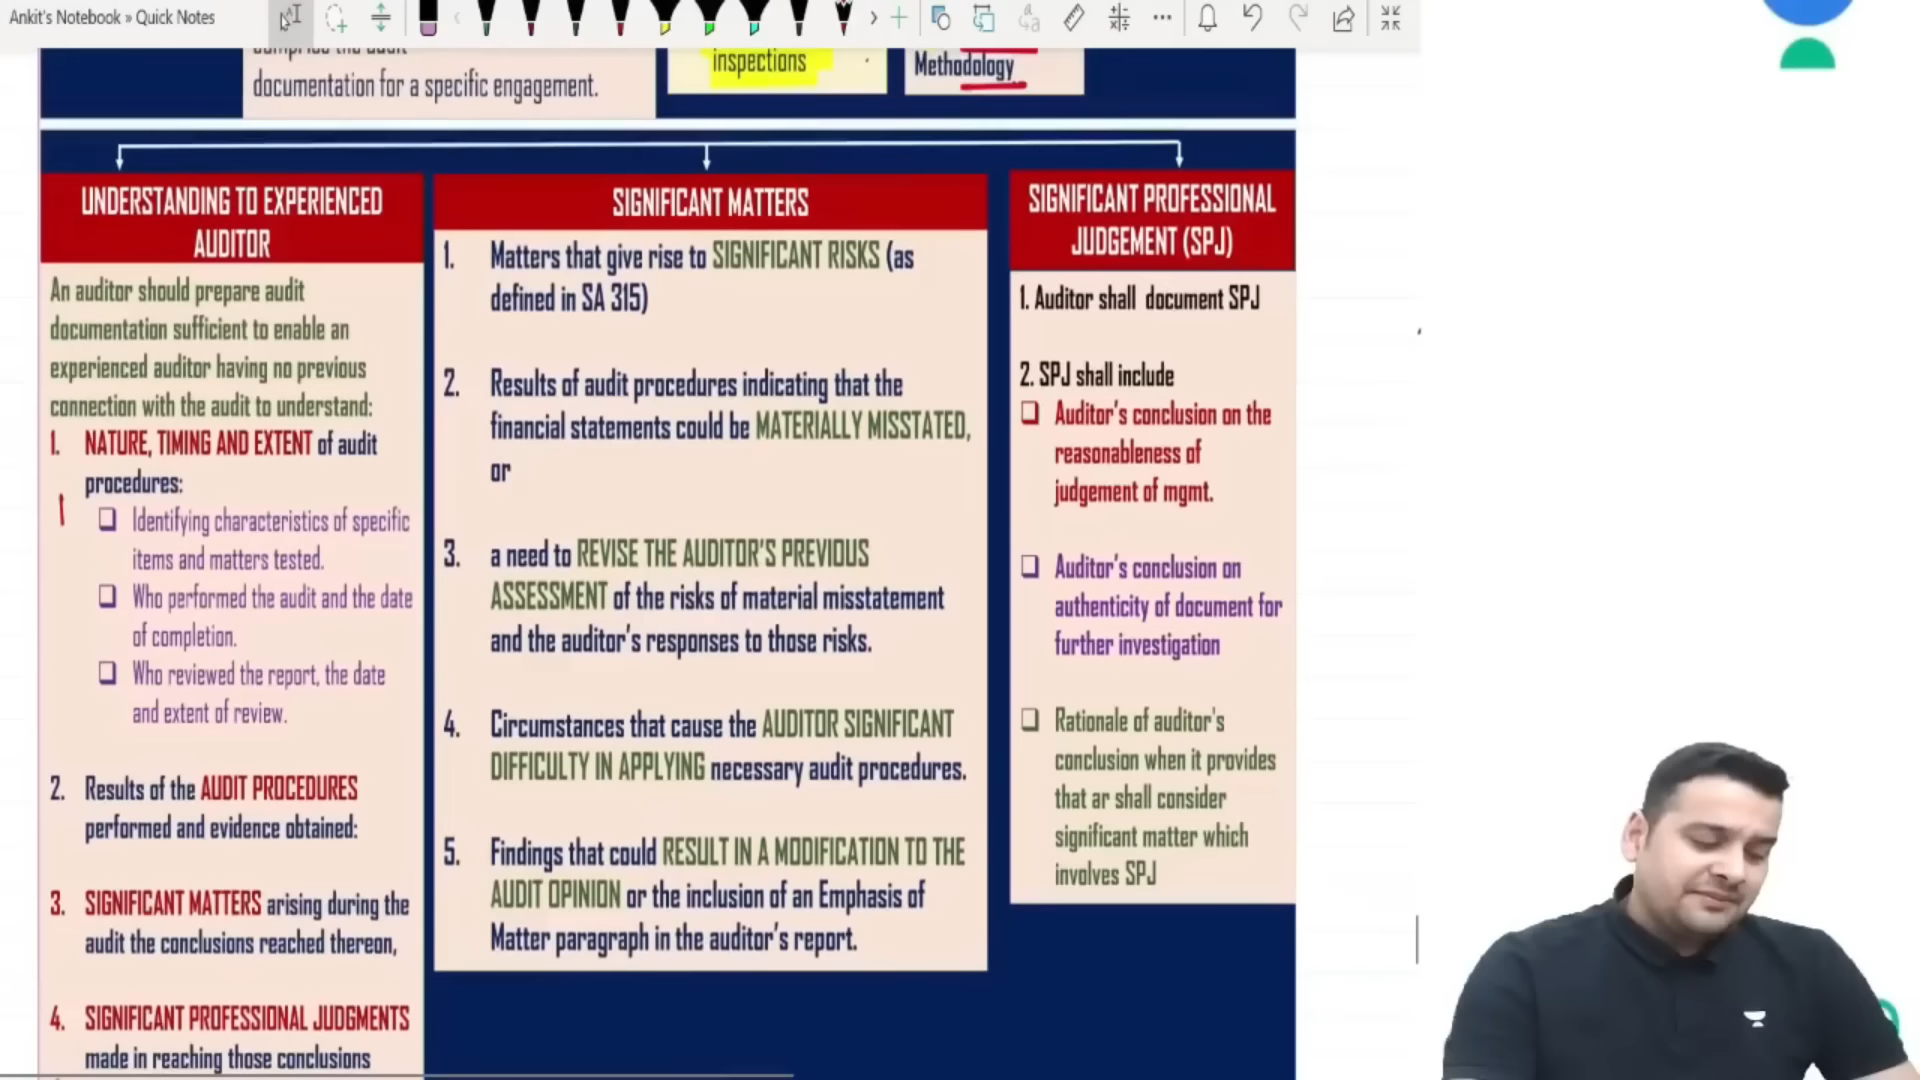 Ankit's Notebook » Quick Notes
comprise the audit
documentation for a specific engagement.
inspections
Methodology
UNDERSTANDING TO EXPERIENCED
AUDITOR
An auditor should prepare audit
documentation sufficient to enable an
experienced auditor having no previous
connection with the audit to understand:
1. NATURE, TIMING AND EXTENT of audit
procedures:
❑ Identifying characteristics of specific
items and matters tested.
❑ Who performed the audit and the date
of completion.
❑ Who reviewed the report, the date
and extent of review.
2. Results of the AUDIT PROCEDURES
performed and evidence obtained:
3. SIGNIFICANT MATTERS arising during the
audit the conclusions reached thereon,
4. SIGNIFICANT PROFESSIONAL JUDGMENTS
made in reaching those conclusions
SIGNIFICANT MATTERS
1. Matters that give rise to SIGNIFICANT RISKS (as
defined in SA 315)
2. Results of audit procedures indicating that the
financial statements could be MATERIALLY MISSTATED,
or
3. a need to REVISE THE AUDITOR'S PREVIOUS
ASSESSMENT of the risks of material misstatement
and the auditor's responses to those risks.
4. Circumstances that cause the AUDITOR SIGNIFICANT
DIFFICULTY IN APPLYING necessary audit procedures.
5. Findings that could RESULT IN A MODIFICATION TO THE
AUDIT OPINION or the inclusion of an Emphasis of
Matter paragraph in the auditor's report.
SIGNIFICANT PROFESSIONAL
JUDGEMENT (SPJ)
1. Auditor shall document SPJ
2. SPJ shall include
❑ Auditor's conclusion on the
reasonableness of
judgement of mgmt.
❑ Auditor's conclusion on
authenticity of document for
further investigation
❑ Rationale of auditor's
conclusion when it provides
that ar shall consider
significant matter which
involves SPJ